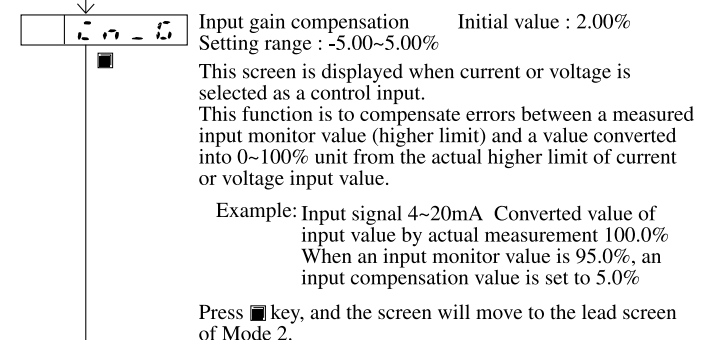 in_G Input gain compensation Initial value : 2.00%
Setting range : -5.00~5.00%
This screen is displayed when current or voltage is
selected as a control input.
This function is to compensate errors between a measured
input monitor value (higher limit) and a value converted
into 0~100% unit from the actual higher limit of current
or voltage input value.
Example: Input signal 4~20mA Converted value of
input value by actual measurement 100.0%
When an input monitor value is 95.0%, an
input compensation value is set to 5.0%
Press key, and the screen will move to the lead screen
of Mode 2.